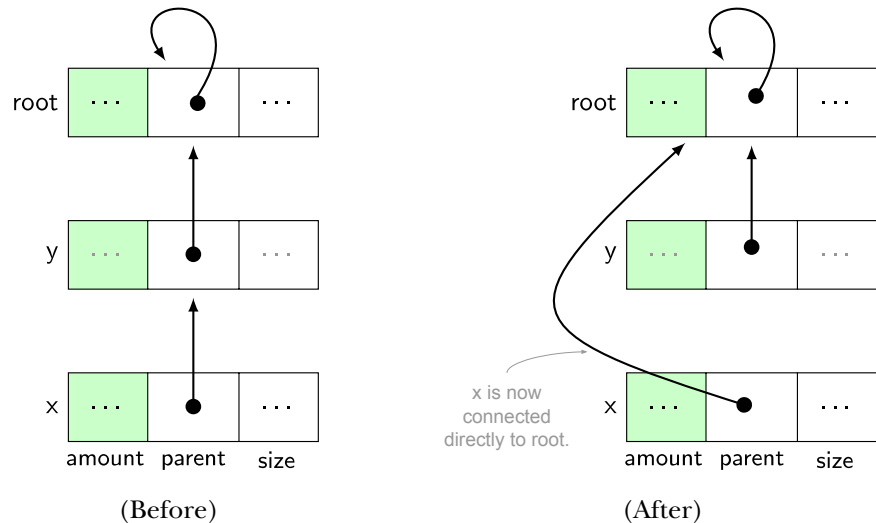 root ... ... root ... ...
y ... ... y ... ...
x ... ... x ... ...
x is now
connected
directly to root.
amount parent size amount parent size
(Before) (After)